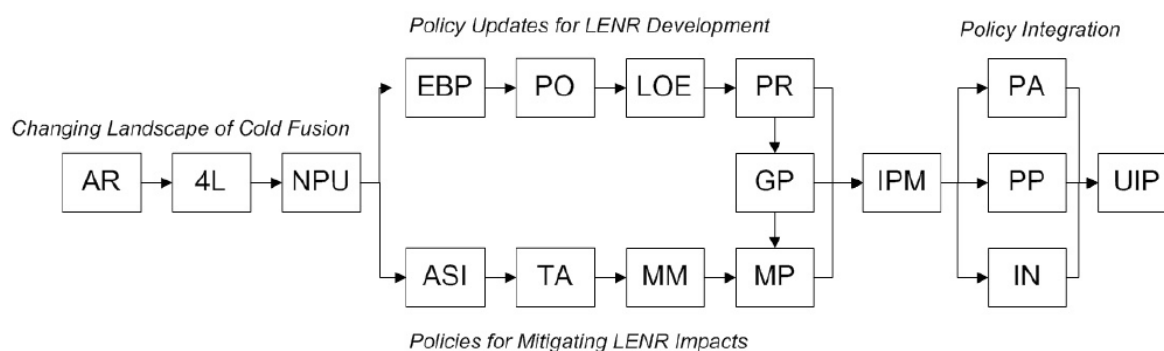 Policy Updates for LENR Development
Policy Integration
EBP PO LOE PR PA
Changing Landscape of Cold Fusion
AR 4L NPU GP IPM PP UIP
ASI TA MM MP IN
Policies for Mitigating LENR Impacts